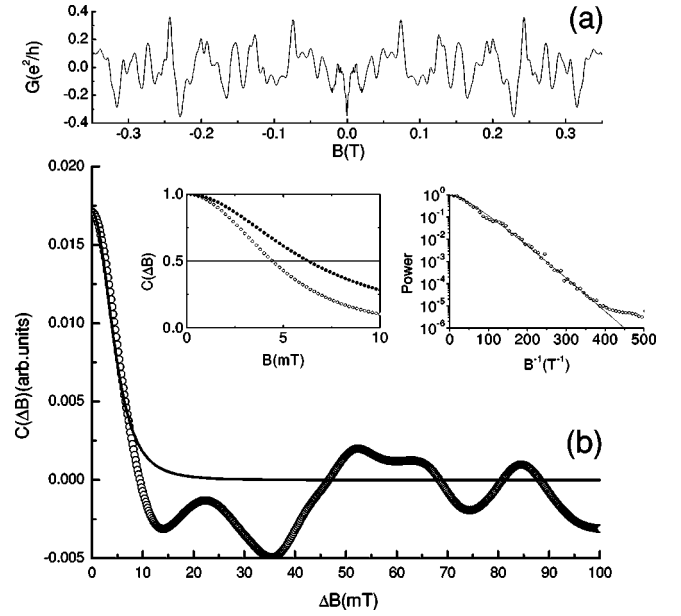 (a)
G(e²/h)
0.4
0.2
0.0
-0.2
-0.4
-0.3 -0.2 -0.1 0.0 0.1 0.2 0.3
B(T)
(b)
C(ΔB)(arb.units)
0.020
0.015
0.010
0.005
0.000
-0.005
0 10 20 30 40 50 60 70 80 90 100
ΔB(mT)
C(ΔB)
1.0
0.5
0.0
0 5 10
B(mT)
Power
10⁰
10⁻¹
10⁻²
10⁻³
10⁻⁴
10⁻⁵
10⁻⁶
0 100 200 300 400 500
B⁻¹(T⁻¹)